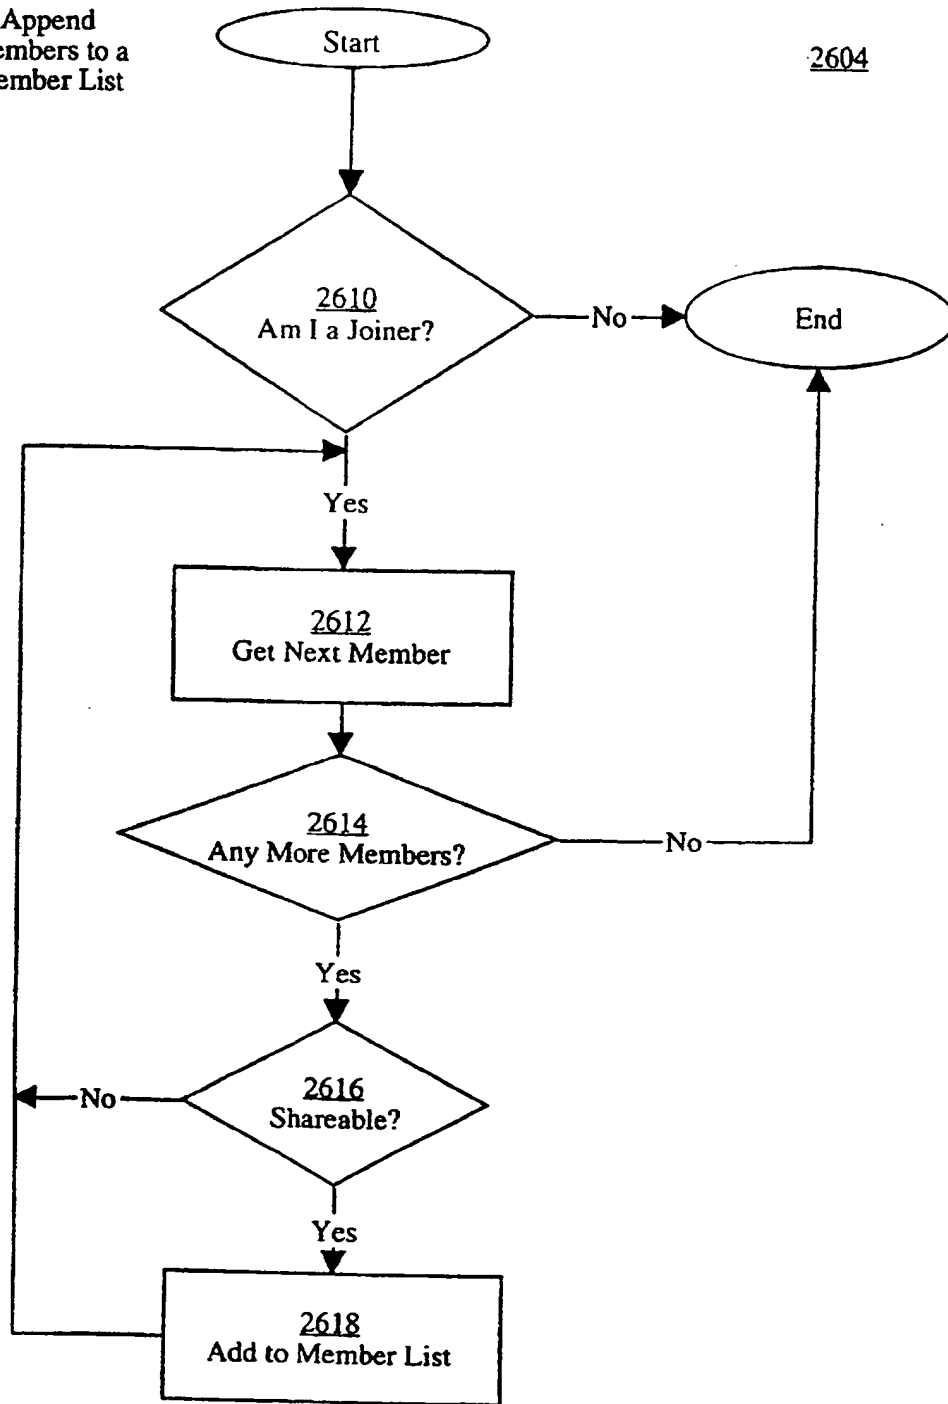 Append
embers to a
ember List
Start
2604
2610
Am I a Joiner?
No
End
Yes
2612
Get Next Member
2614
Any More Members?
No
Yes
2616
Shareable?
No
Yes
2618
Add to Member List